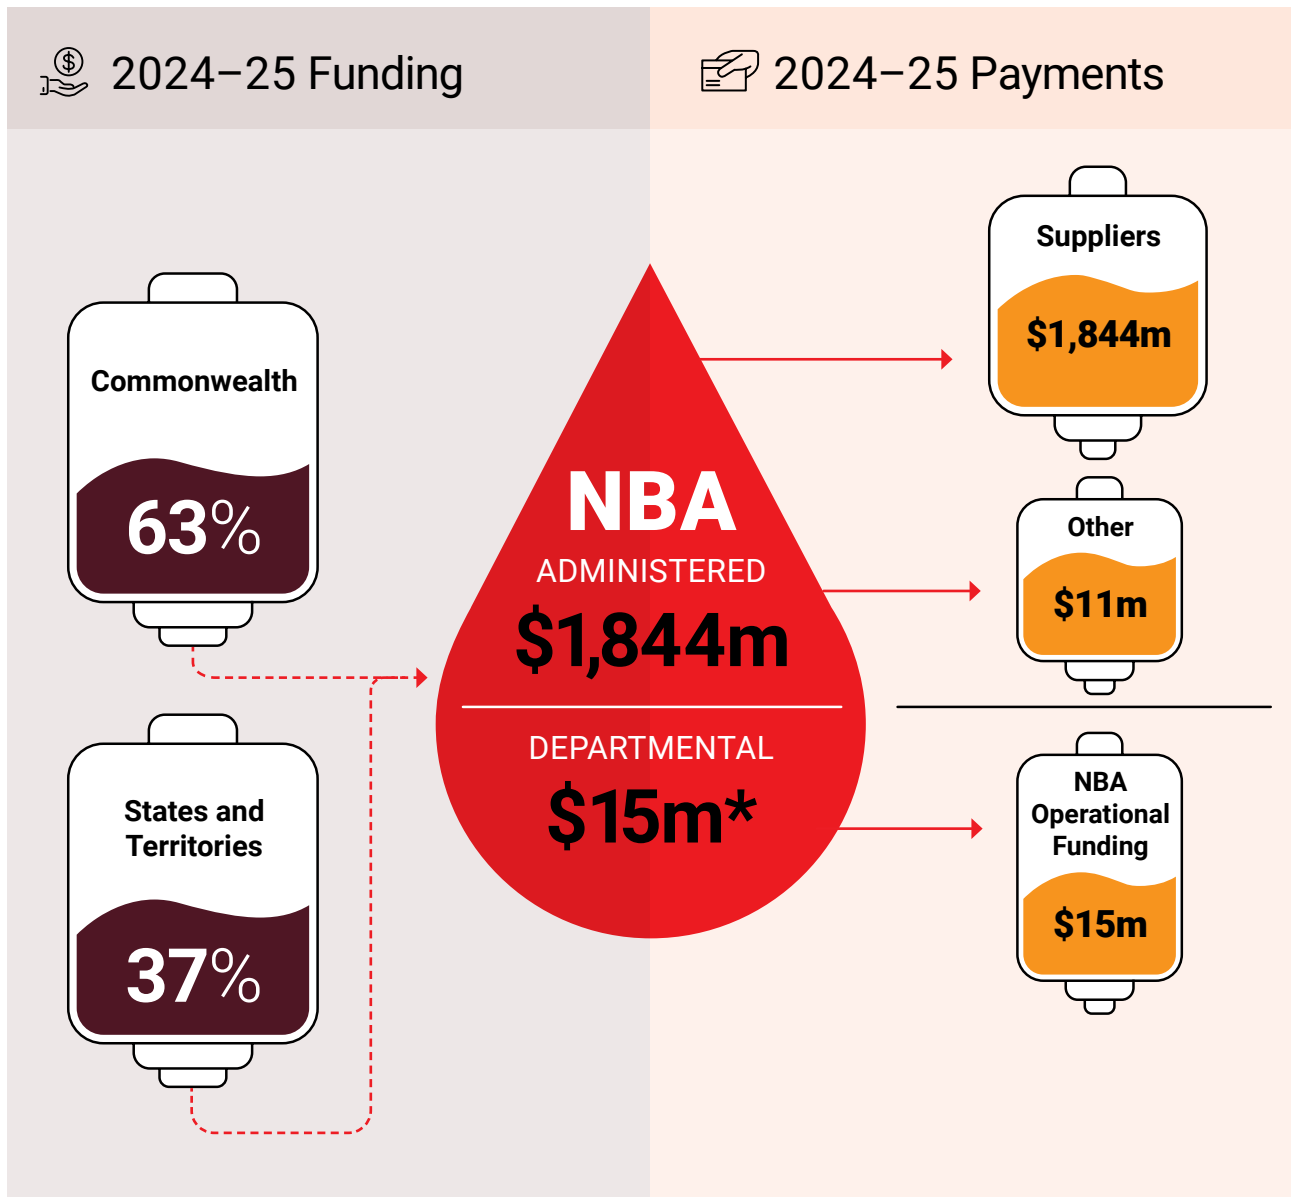 2024–25 Funding
2024–25 Payments
Commonwealth
63%
States and
Territories
37%
NBA
ADMINISTERED
$1,844m
DEPARTMENTAL
$15m*
Suppliers
$1,844m
Other
$11m
NBA
Operational
Funding
$15m